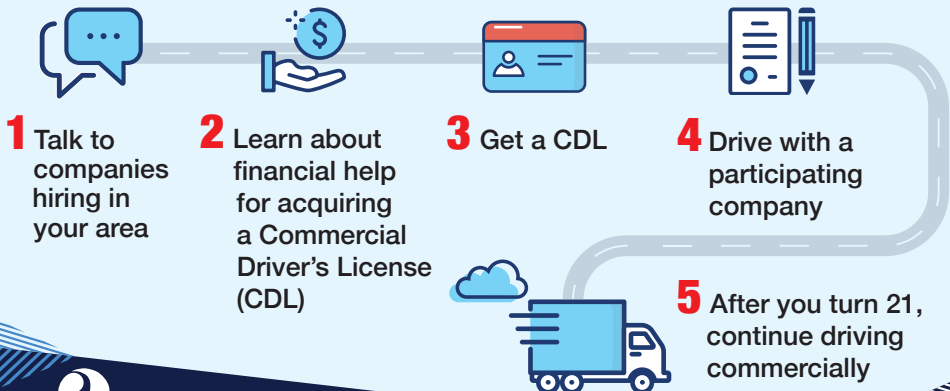 1 Talk to
companies
hiring in
your area
2 Learn about
financial help
for acquiring
a Commercial
Driver's License
(CDL)
3 Get a CDL
4 Drive with a
participating
company
5 After you turn 21,
continue driving
commercially
$